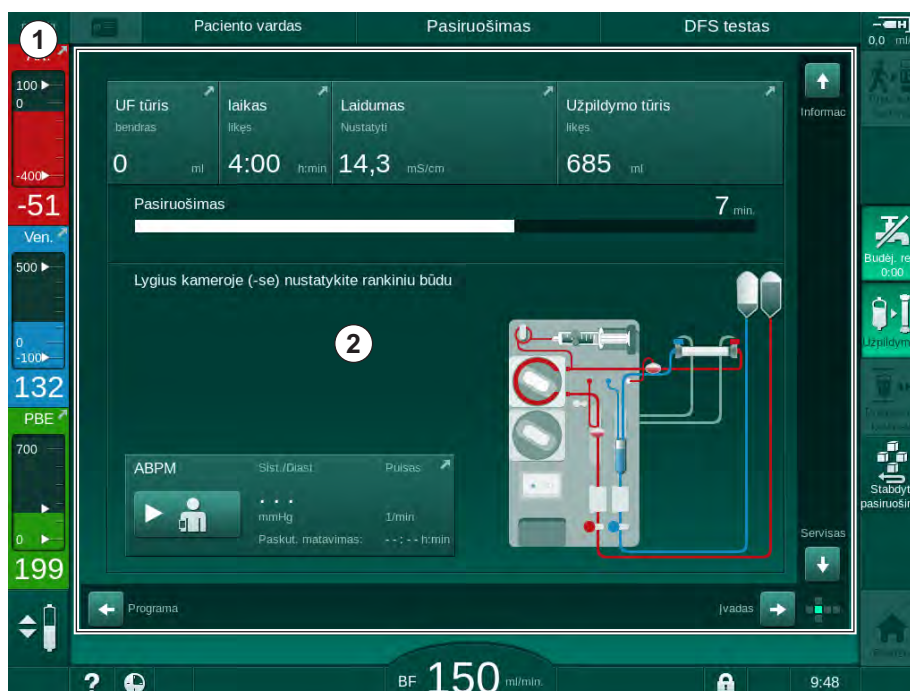 1
Paciento vardas
Pasiruošimas
DFS testas
0,0
100
0
-400
-51
Ven.
500
0
-100
132
PBE
700
0
199
UF tūris
bendras
0 ml
laikas
likęs
4:00 h:min
Laidumas
Nustatyti
14,3 mS/cm
Užpildymo tūris
likęs
685 ml
Pasiruošimas
7 min.
Lygius kameroje (-se) nustatykite rankiniu būdu
2
ABPM
Sist./Diast.
Pulsas
. . .
mmHg
1/min
Paskut. matavimas:
--:-- h:min
Informac
Servisas
Programa
Įvadas
Budėj. re
0:00
Užpildym
Stabdyt
pasiruošim
? BF 150 ml/min.
9:48